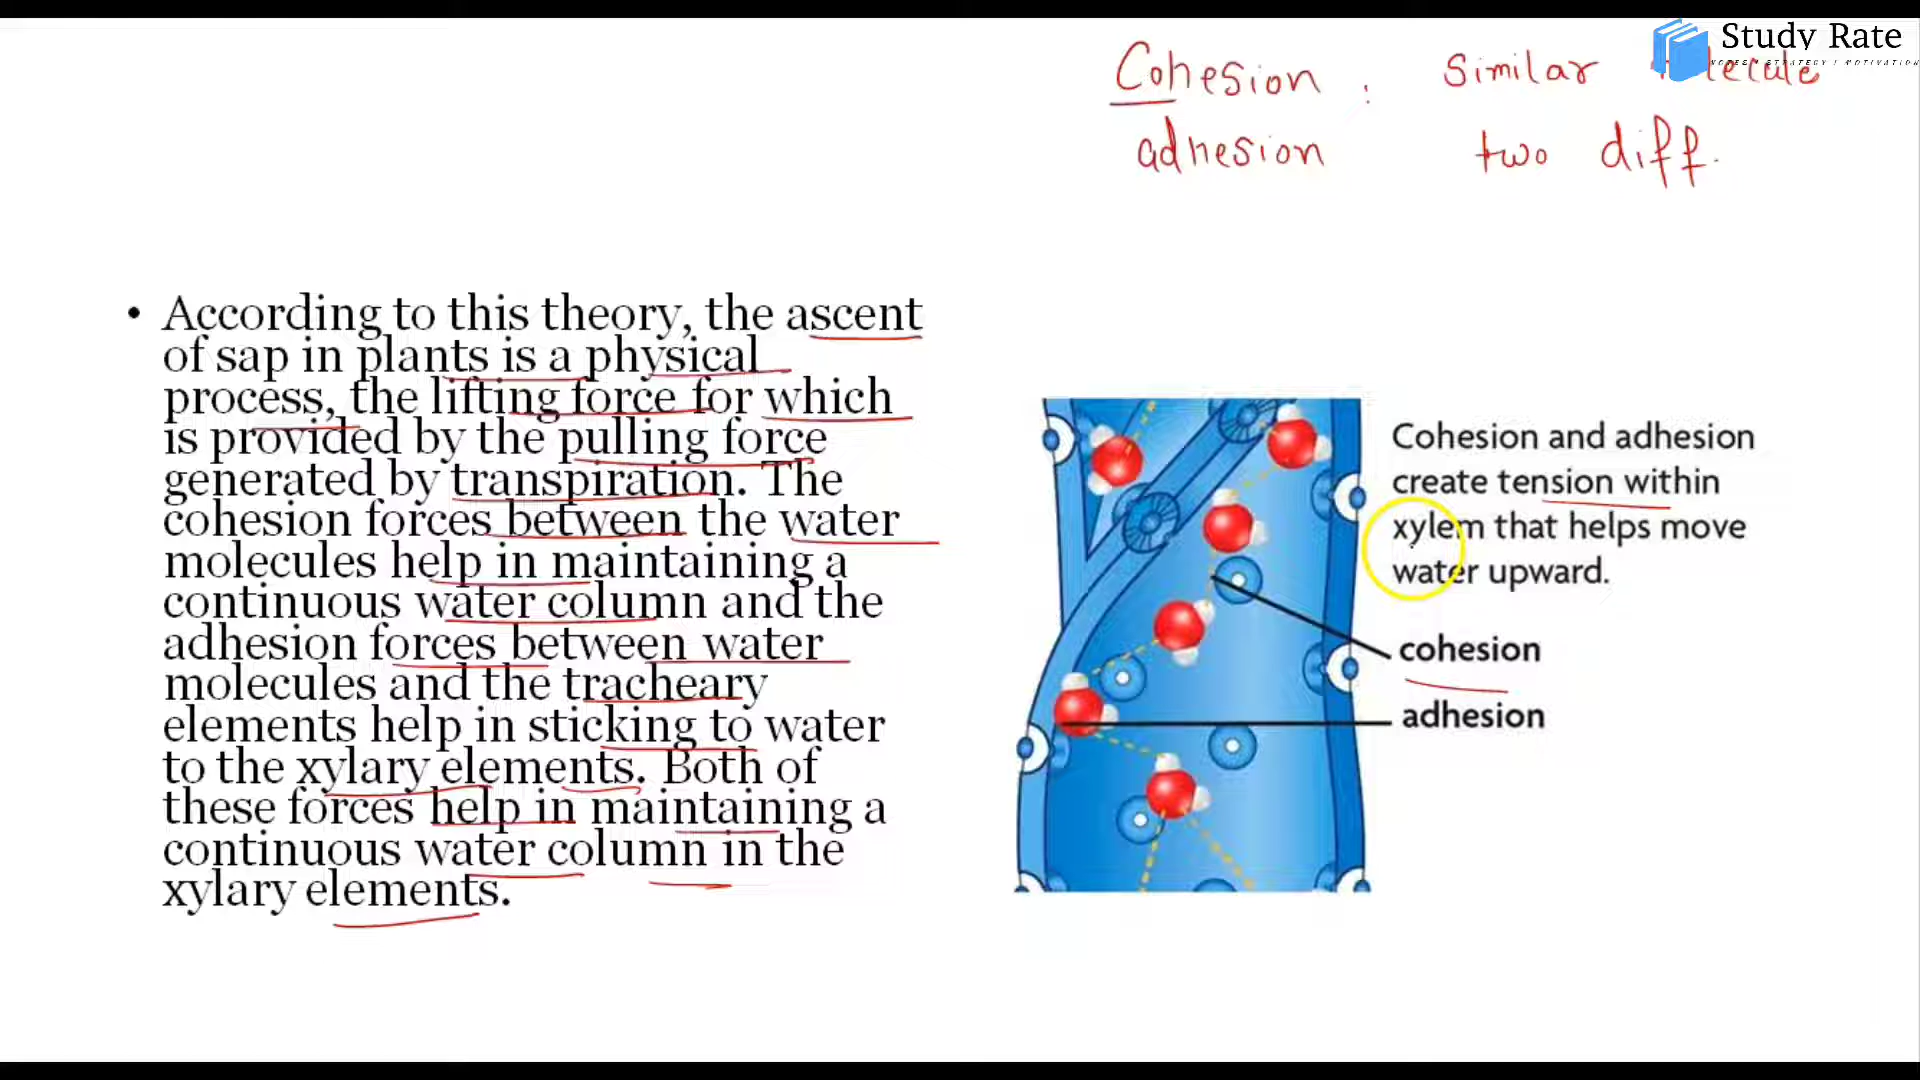 Study Rate
Cohesion : Similar molecule
adhesion two diff.
• According to this theory, the ascent
of sap in plants is a physical
process, the lifting force for which
is provided by the pulling force
generated by transpiration. The
cohesion forces between the water
molecules help in maintaining a
continuous water column and the
adhesion forces between water
molecules and the tracheary
elements help in sticking to water
to the xylary elements. Both of
these forces help in maintaining a
continuous water column in the
xylary elements.
Cohesion and adhesion
create tension within
xylem that helps move
water upward.
cohesion
adhesion